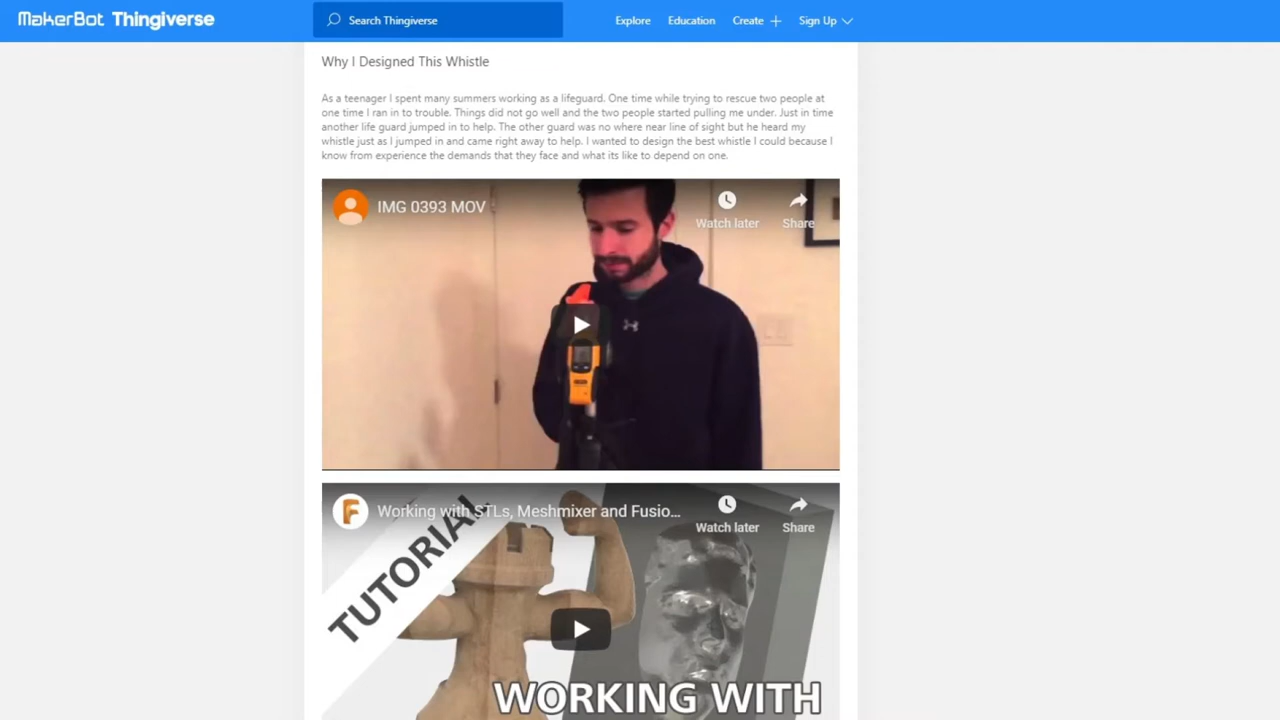 MakerBot Thingiverse
Search Thingiverse
Explore
Education
Create
Sign Up
Why I Designed This Whistle
As a teenager I spent many summers working as a lifeguard. One time while trying to rescue two people at
one time I ran in to trouble. Things did not go well and the two people started pulling me under. Just in time
another life guard jumped in to help. The other guard was no where near line of sight but he heard my
whistle just as I jumped in and came right away to help. I wanted to design the best whistle I could because I
know from experience the demands that they face and what its like to depend on one.
IMG 0393 MOV
Watch later
Share
Working with STLs, Meshmixer and Fusio...
Watch later
Share
TUTORIAL
WORKING WITH